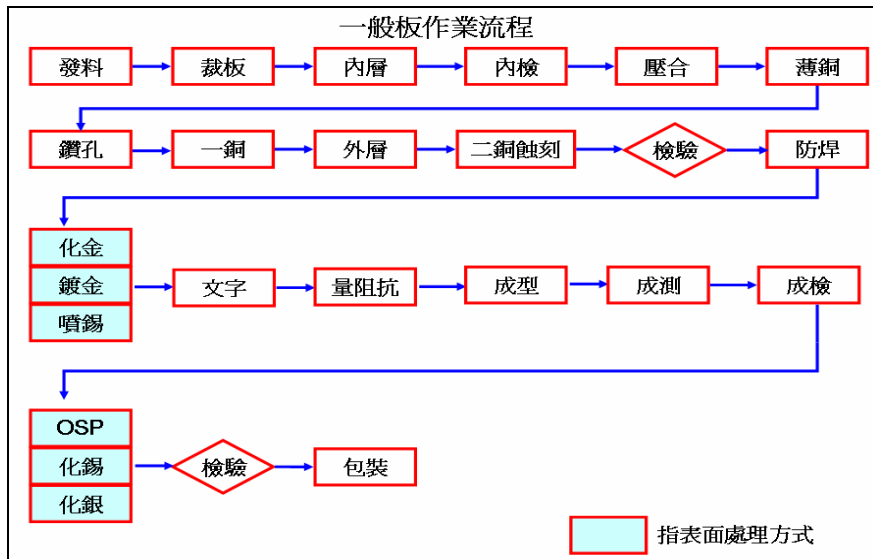 一般板作業流程
發料
裁板
內層
內檢
壓合
薄銅
鑽孔
一銅
外層
二銅蝕刻
檢驗
防焊
化金
鍍金
噴錫
文字
量阻抗
成型
成測
成檢
OSP
化錫
化銀
檢驗
包裝
指表面處理方式